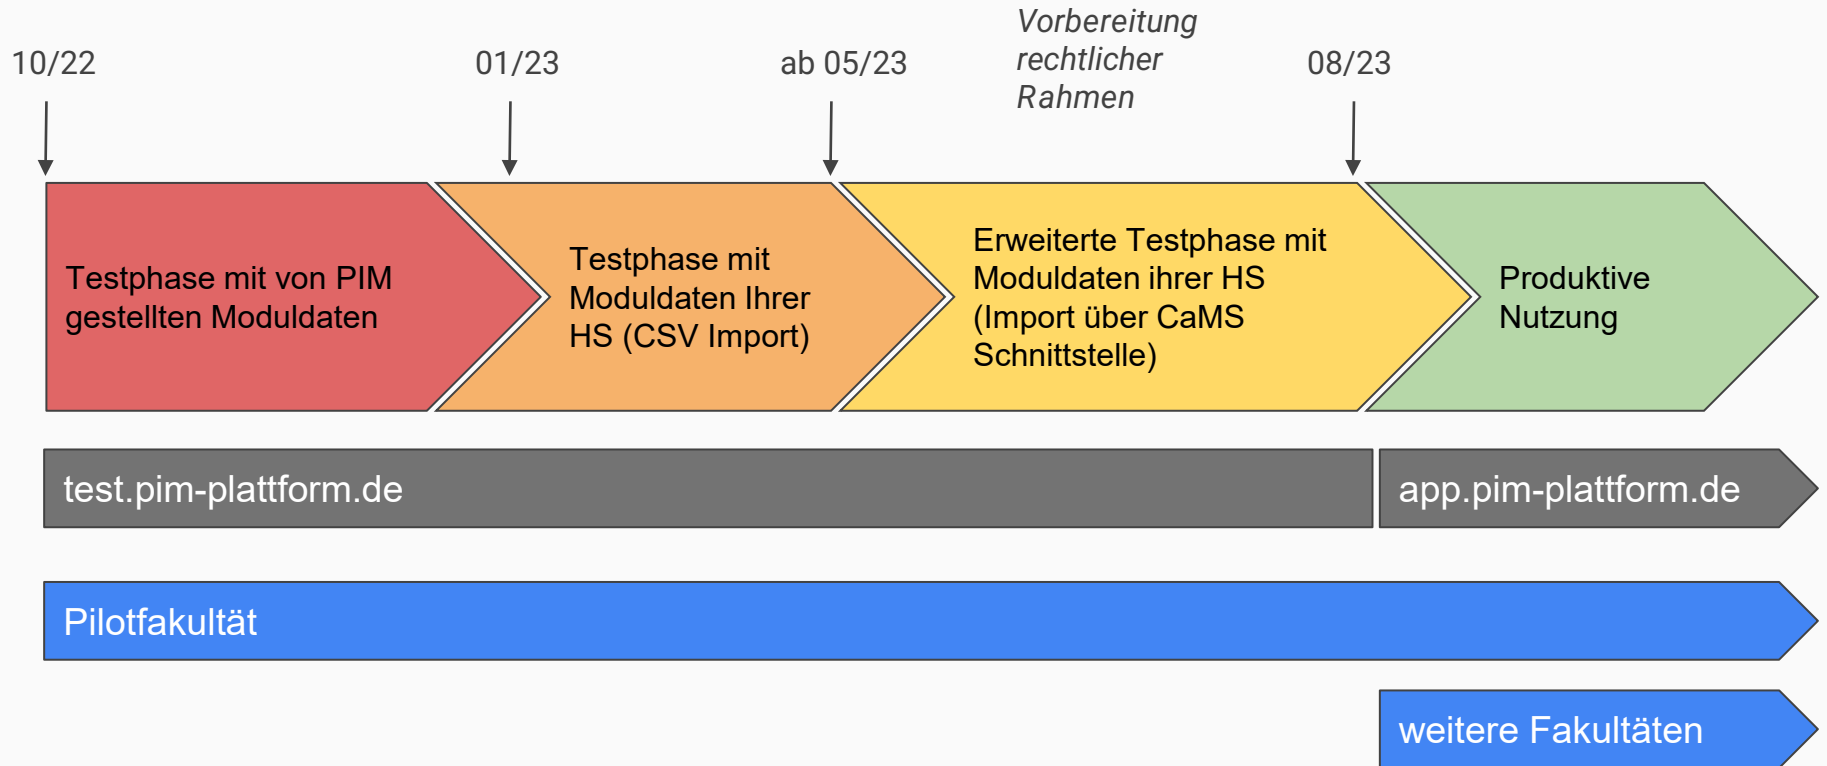 Vorbereitung
rechtlicher
Rahmen
10/22
01/23
ab 05/23
08/23
Testphase mit von PIM
gestellten Moduldaten
Testphase mit
Moduldaten Ihrer
HS (CSV Import)
Erweiterte Testphase mit
Moduldaten ihrer HS
(Import über CaMS
Schnittstelle)
Produktive
Nutzung
test.pim-plattform.de
app.pim-plattform.de
Pilotfakultät
weitere Fakultäten